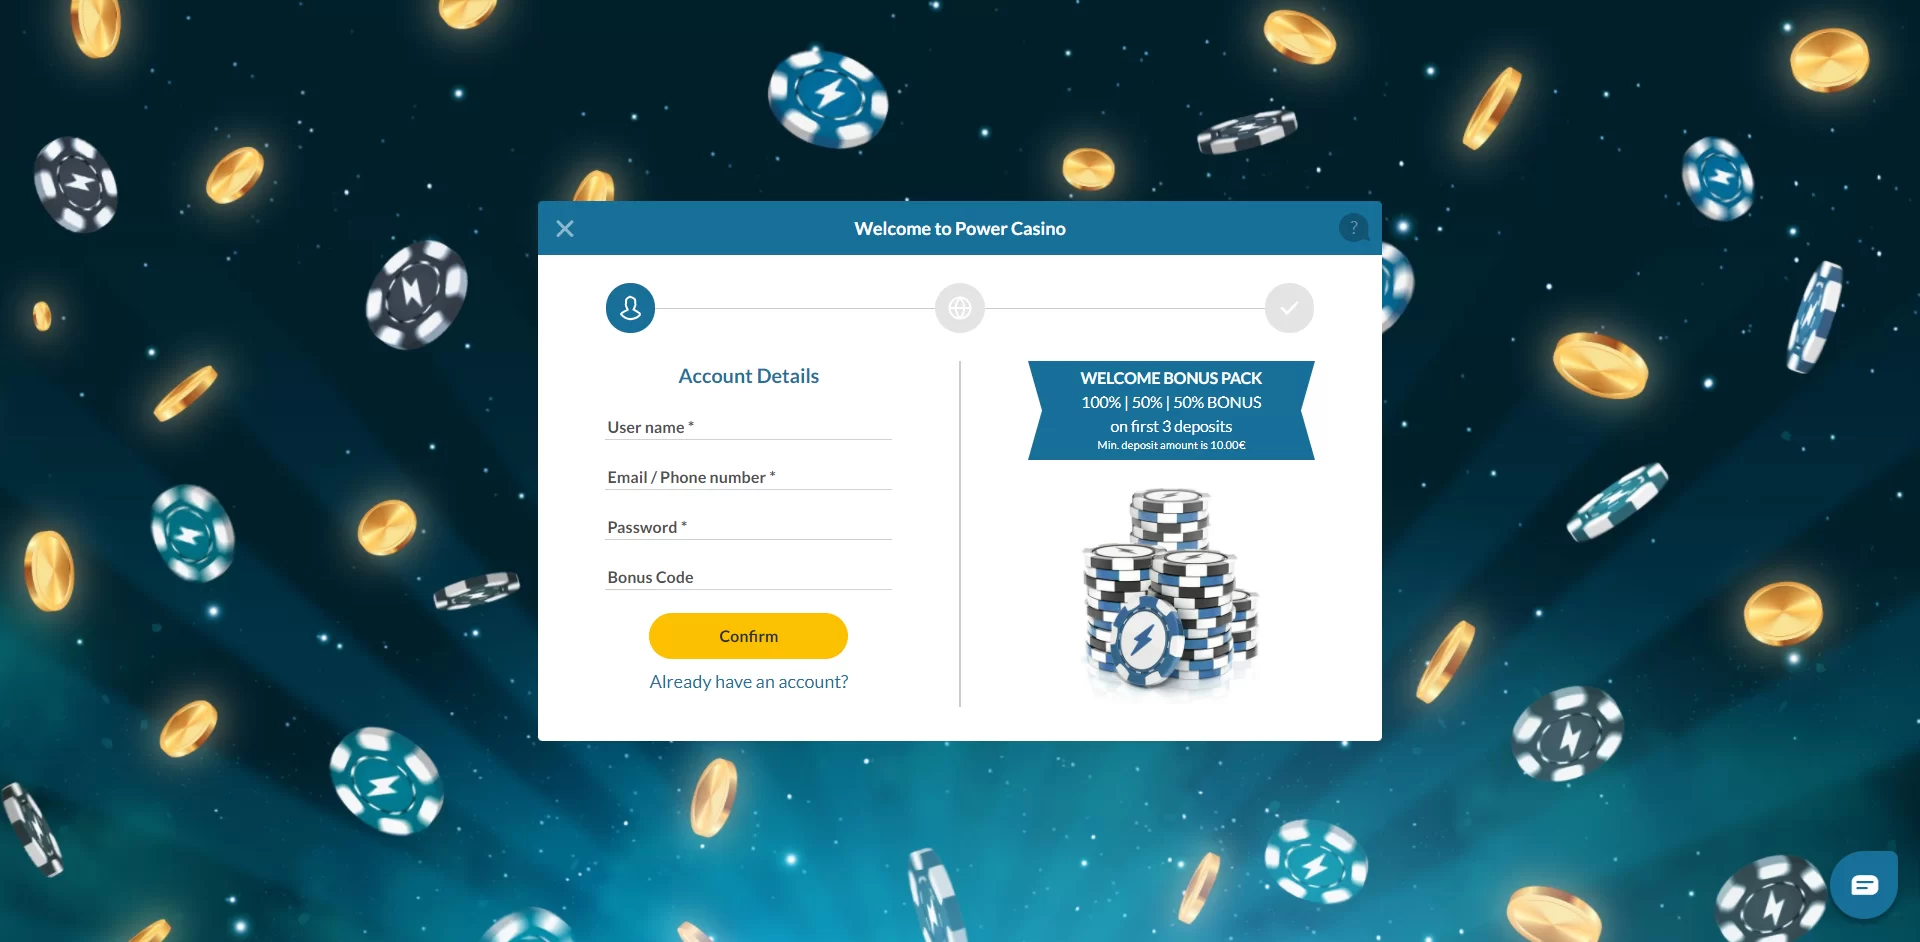 Welcome to Power Casino
?
Account Details
User name *
Email / Phone number *
Password *
Bonus Code
Confirm
Already have an account?
WELCOME BONUS PACK
100% | 50% | 50% BONUS
on first 3 deposits
Min. deposit amount is 10.00€